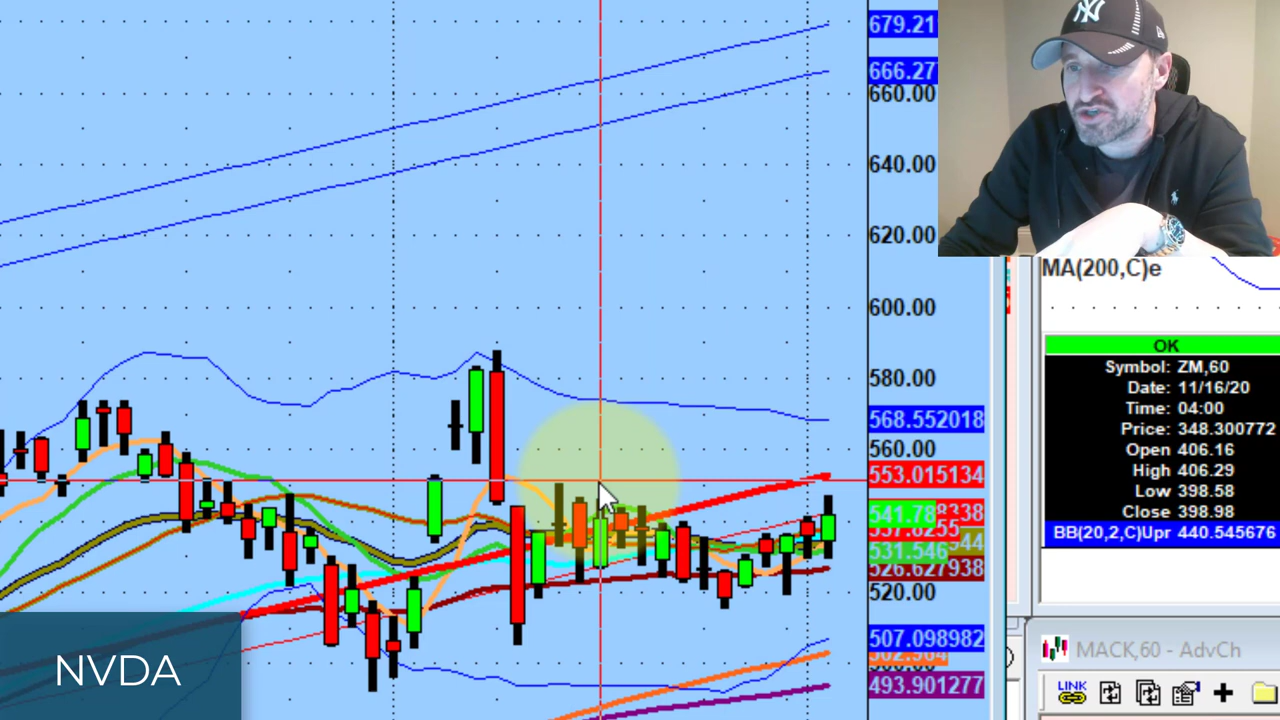 679.21
666.27
660.00
640.00
620.00
600.00
580.00
568.552018
560.00
553.015134
541.78
531.546
526.627938
520.00
507.098982
493.901277
NY
MA(200,C)e
OK
Symbol: ZM,60
Date: 11/16/20
Time: 04:00
Price: 348.300772
Open 406.16
High 406.29
Low 398.58
Close 398.98
BB(20,2,C)Upr 440.545676
MACK,60 - AdvCh
LINK
NVDA